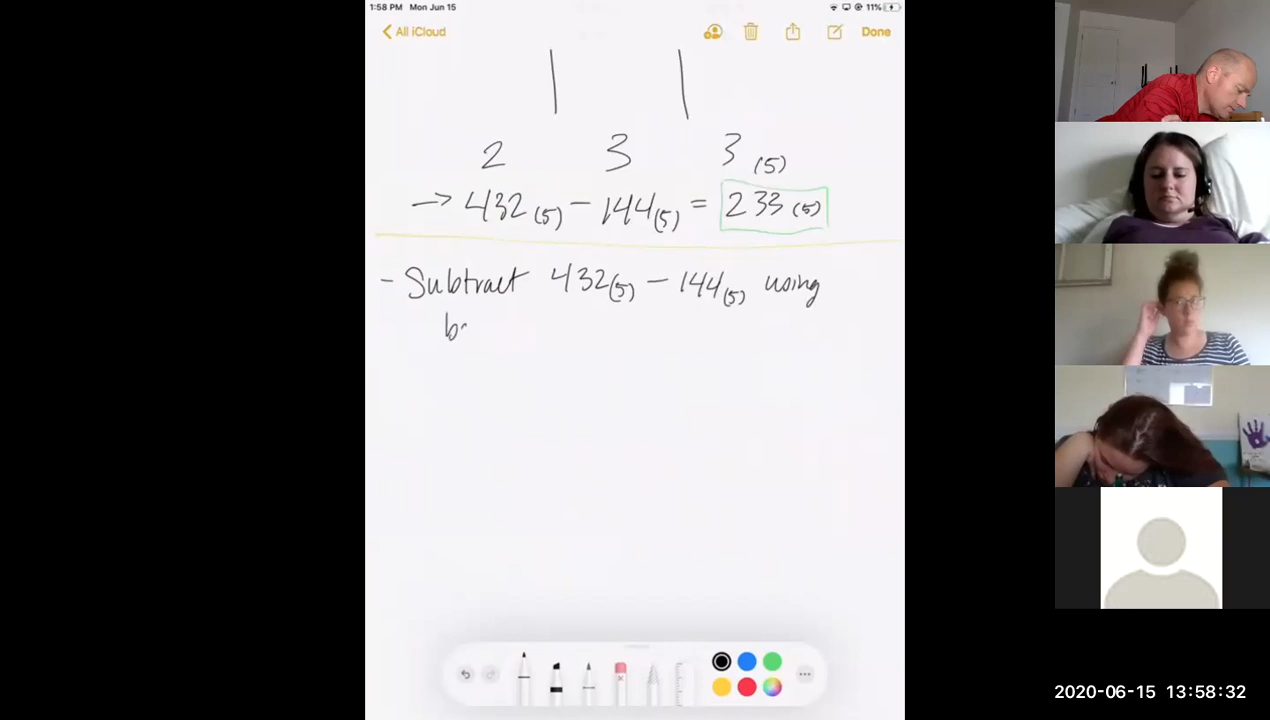 1:58 PM Mon Jun 15
11%
All iCloud
Done
2 3 3 (5)
→ 432 (5) − 144 (5) = 233 (5)
- Subtract 432 (5) − 144 (5) using
b
2020-06-15 13:58:32